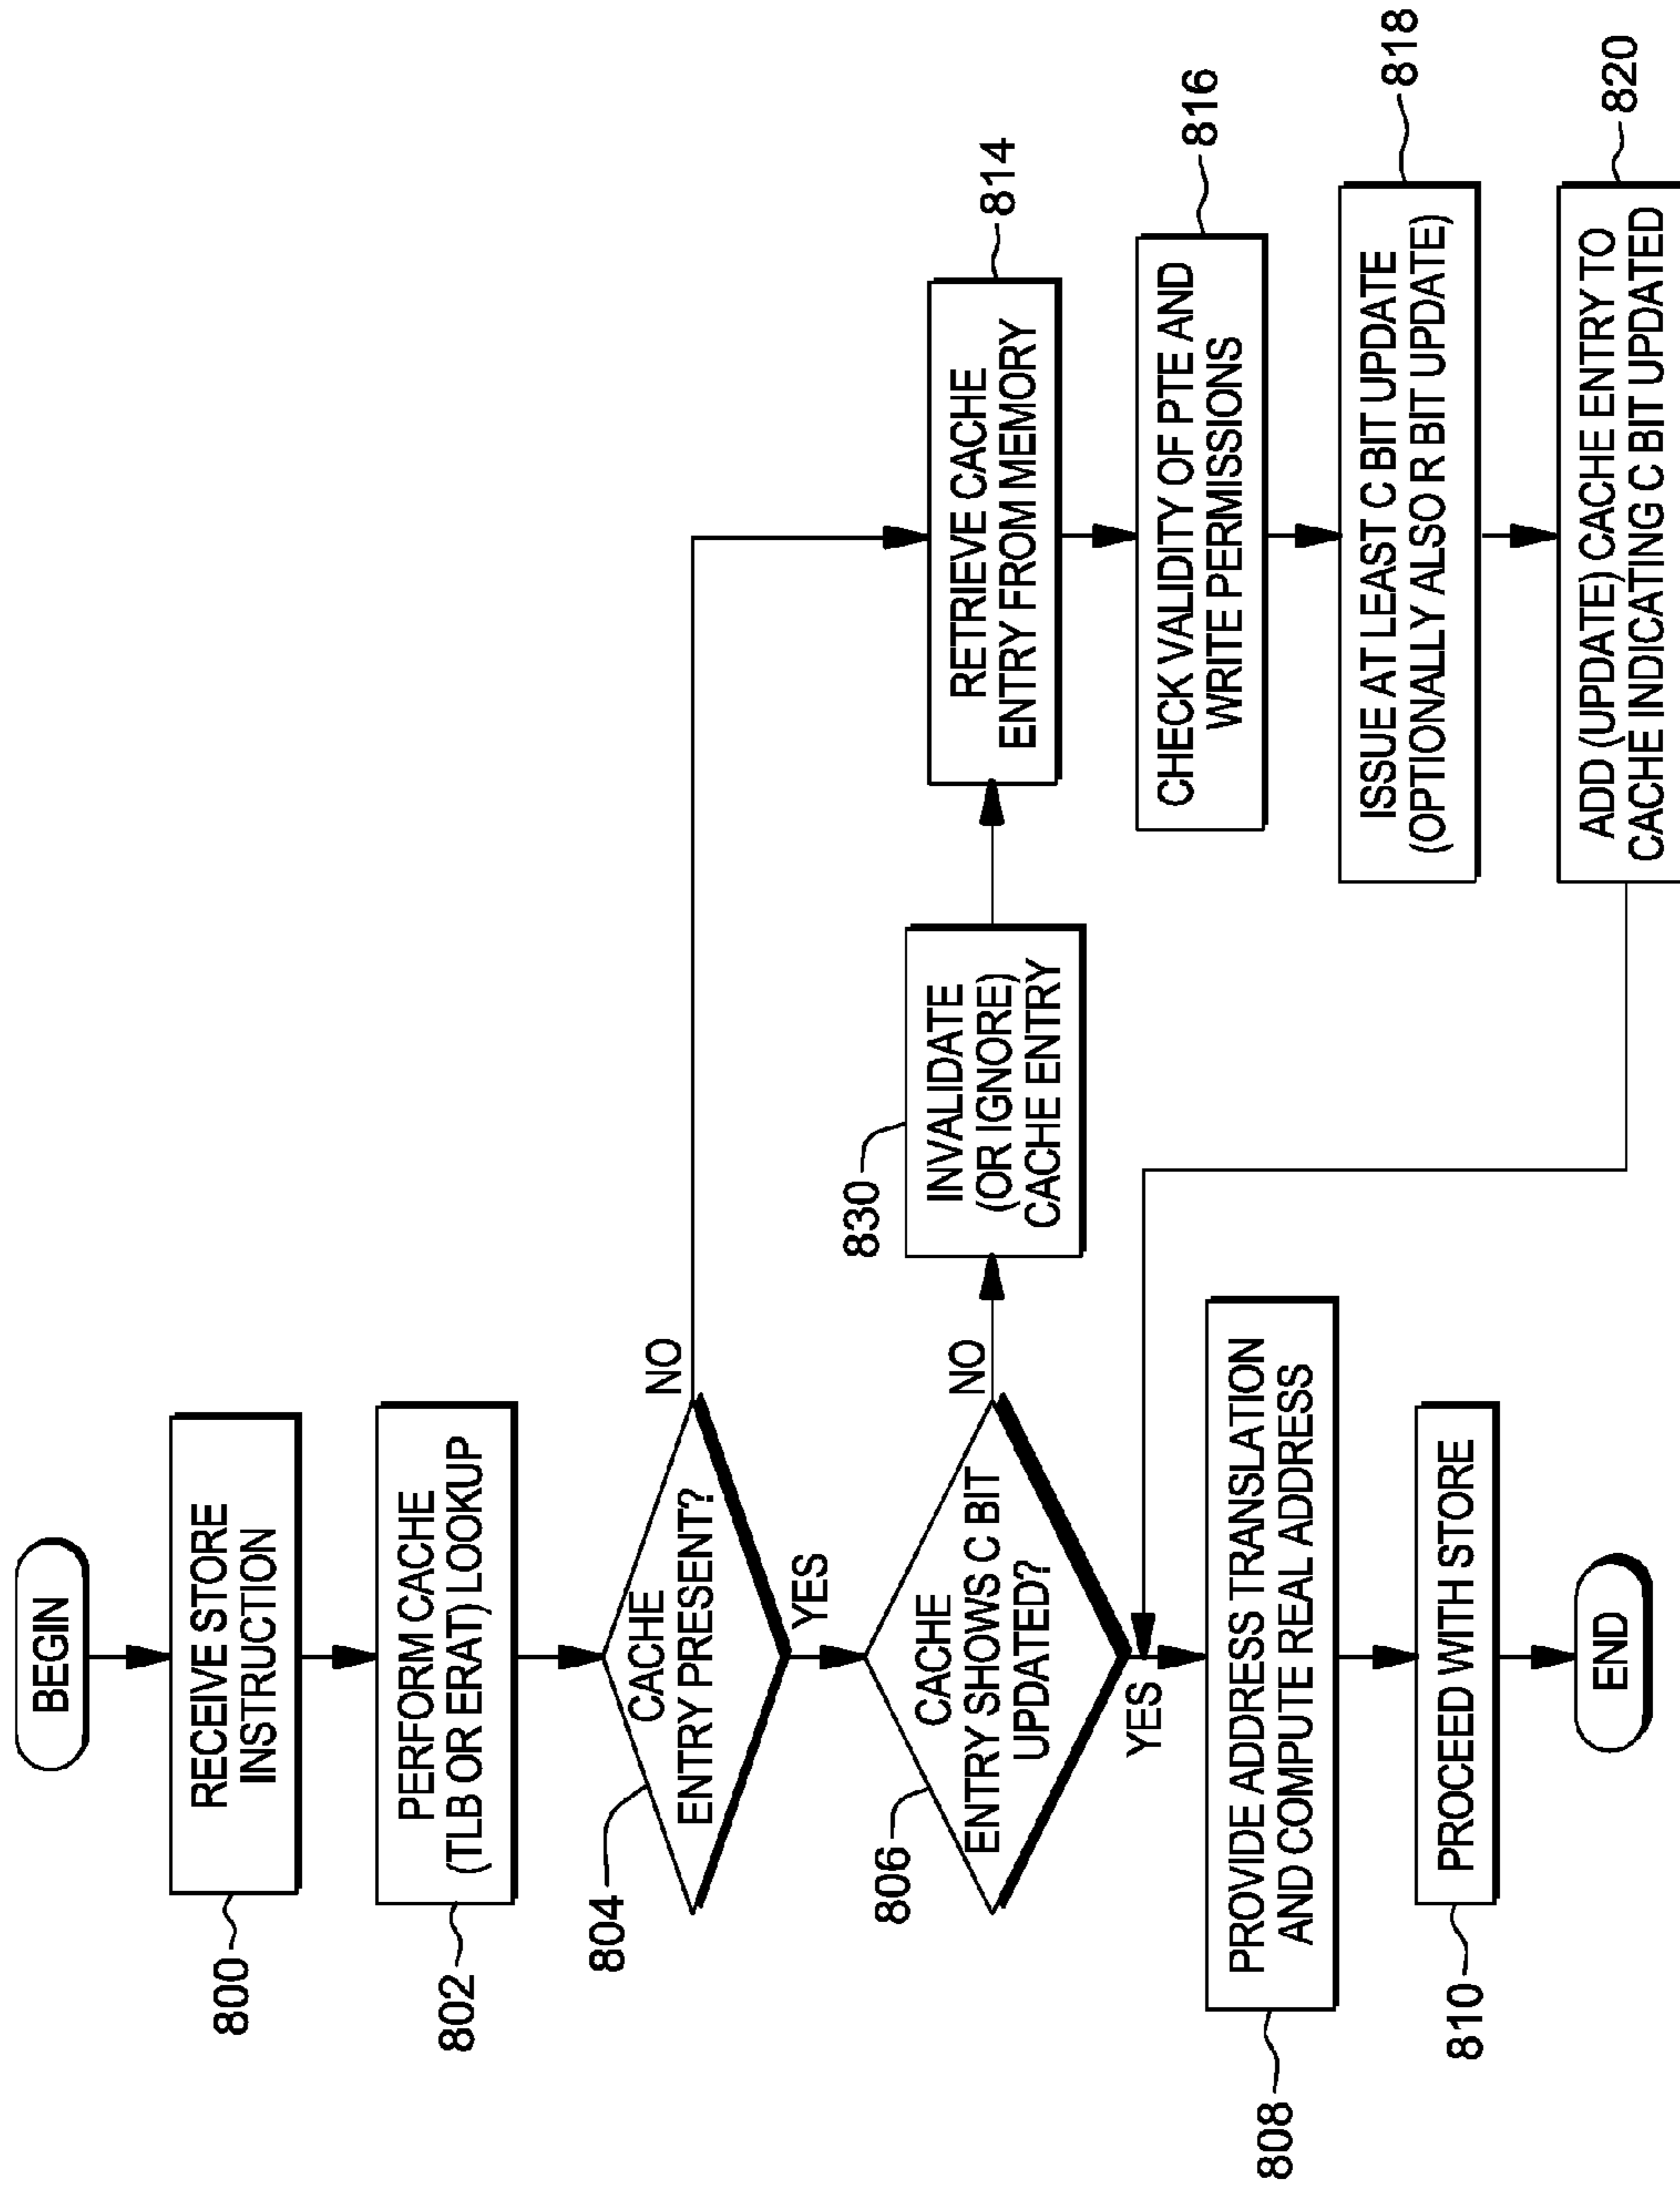 BEGIN
800
RECEIVE STORE
INSTRUCTION
802
PERFORM CACHE
(TLB OR ERAT) LOOKUP
804
CACHE
ENTRY PRESENT?
NO
YES
806
CACHE
ENTRY SHOWS C BIT
UPDATED?
NO
YES
830
INVALIDATE
(OR IGNORE)
CACHE ENTRY
814
RETRIEVE CACHE
ENTRY FROM MEMORY
816
CHECK VALIDITY OF PTE AND
WRITE PERMISSIONS
818
ISSUE AT LEAST C BIT UPDATE
(OPTIONALLY ALSO R BIT UPDATE)
820
ADD (UPDATE) CACHE ENTRY TO
CACHE INDICATING C BIT UPDATED
808
PROVIDE ADDRESS TRANSLATION
AND COMPUTE REAL ADDRESS
810
PROCEED WITH STORE
END